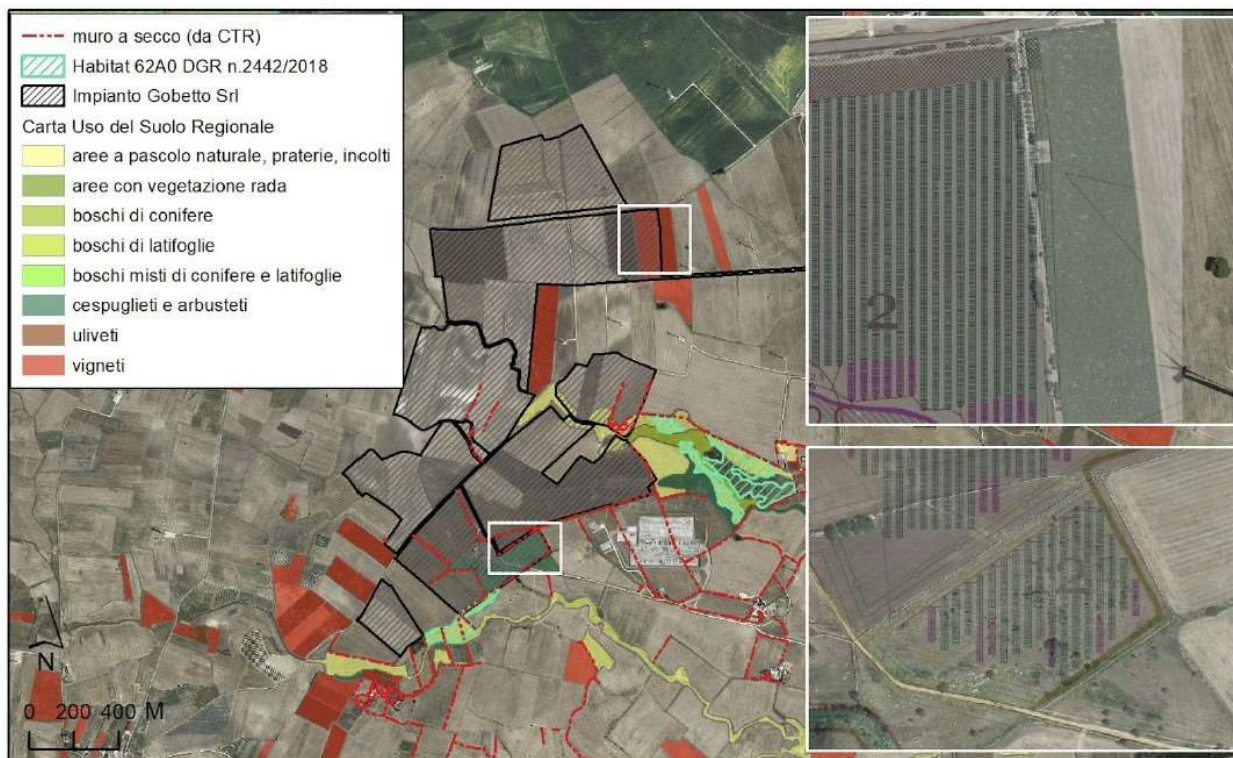 muro a secco (da CTR)
Habitat 62A0 DGR n.2442/2018
Impianto Gobetto Srl
Carta Uso del Suolo Regionale
aree a pascolo naturale, praterie, incolti
aree con vegetazione rada
boschi di conifere
boschi di latifoglie
boschi misti di conifere e latifoglie
cespuglieti e arbusteti
uliveti
vigneti
2
N
0 200 400 M